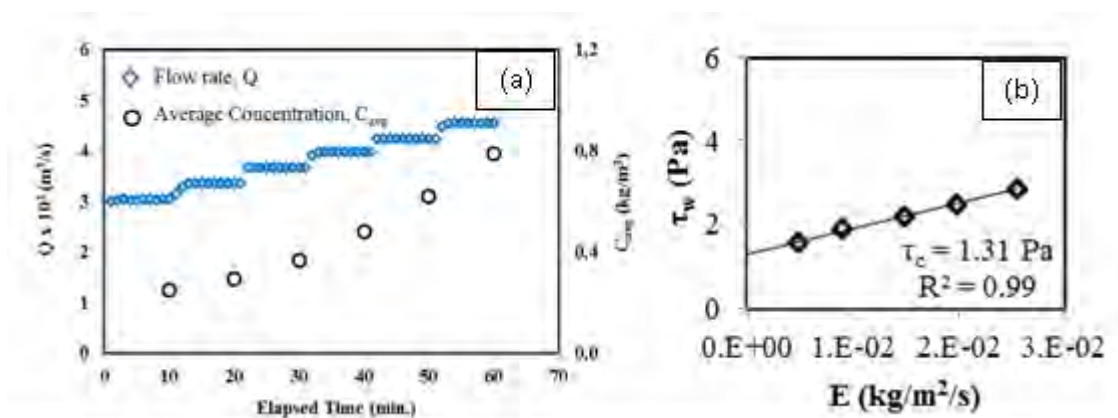 6
5
4
3
2
1
0
Q x 10² (m³/s)
Flow rate, Q
Average Concentration, Cavg
(a)
1,2
0,8
0,4
0,0
Cavg (kg/m³)
0 10 20 30 40 50 60 70
Elapsed Time (min.)
6
4
2
0
τw (Pa)
(b)
τc = 1.31 Pa
R² = 0.99
0.E+00 1.E-02 2.E-02 3.E-02
E (kg/m²/s)